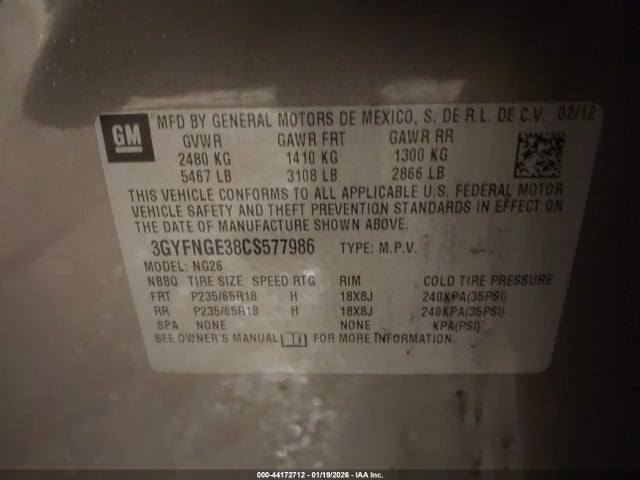 GM
MFD BY GENERAL MOTORS DE MEXICO, S. DE R.L. DE C.V. 02/12
GVWR GAWR FRT GAWR RR
2480 KG 1410 KG 1300 KG
5467 LB 3108 LB 2866 LB
THIS VEHICLE CONFORMS TO ALL APPLICABLE U.S. FEDERAL MOTOR
VEHICLE SAFETY AND THEFT PREVENTION STANDARDS IN EFFECT ON
THE DATE OF MANUFACTURE SHOWN ABOVE.
3GYFNGE38CS577986 TYPE: M.P.V.
MODEL: NG26
NBBQ TIRE SIZE SPEED RTG RIM COLD TIRE PRESSURE
FRT P235/65R18 H 18X8J 240KPA(35PSI)
RR P235/65R18 H 18X8J 240KPA(35PSI)
SPA NONE NONE KPA(PSI)
SEE OWNER'S MANUAL FOR MORE INFORMATION.
000-44172712 - 01/19/2026 - IAA Inc.